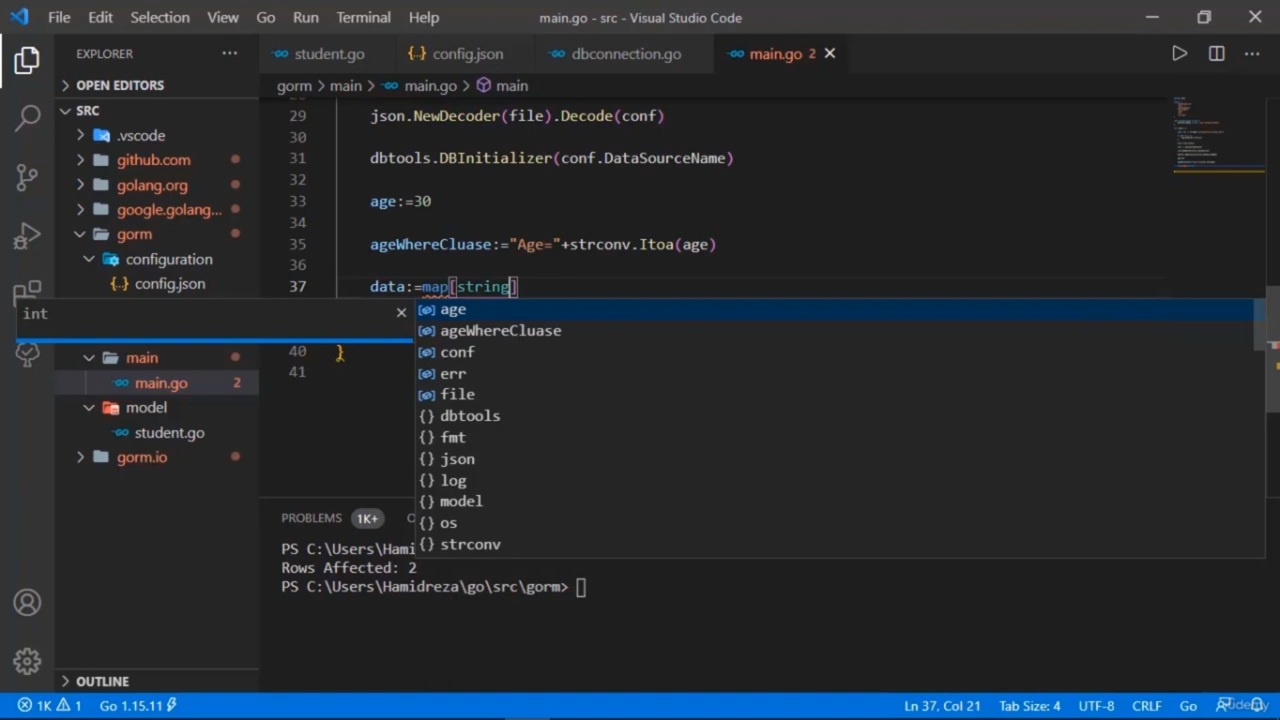 File Edit Selection View Go Run Terminal Help main.go - src - Visual Studio Code
EXPLORER
student.go config.json dbconnection.go main.go 2
OPEN EDITORS
gorm > main > main.go > main
SRC
.vscode
github.com
golang.org
google.golang...
gorm
configuration
config.json
int
main
main.go 2
model
student.go
gorm.io
29 json.NewDecoder(file).Decode(conf)
30
31 dbtools.DBInitializer(conf.DataSourceName)
32
33 age:=30
34
35 ageWhereCluase:="Age="+strconv.Itoa(age)
36
37 data:=map[string]
age
ageWhereCluase
conf
err
file
dbtools
fmt
json
log
model
os
strconv
40 }
41
PROBLEMS 1K+
PS C:\Users\Hami
Rows Affected: 2
PS C:\Users\Hamidreza\go\src\gorm>
OUTLINE
1K 1 Go 1.15.11 Ln 37, Col 21 Tab Size: 4 UTF-8 CRLF Go